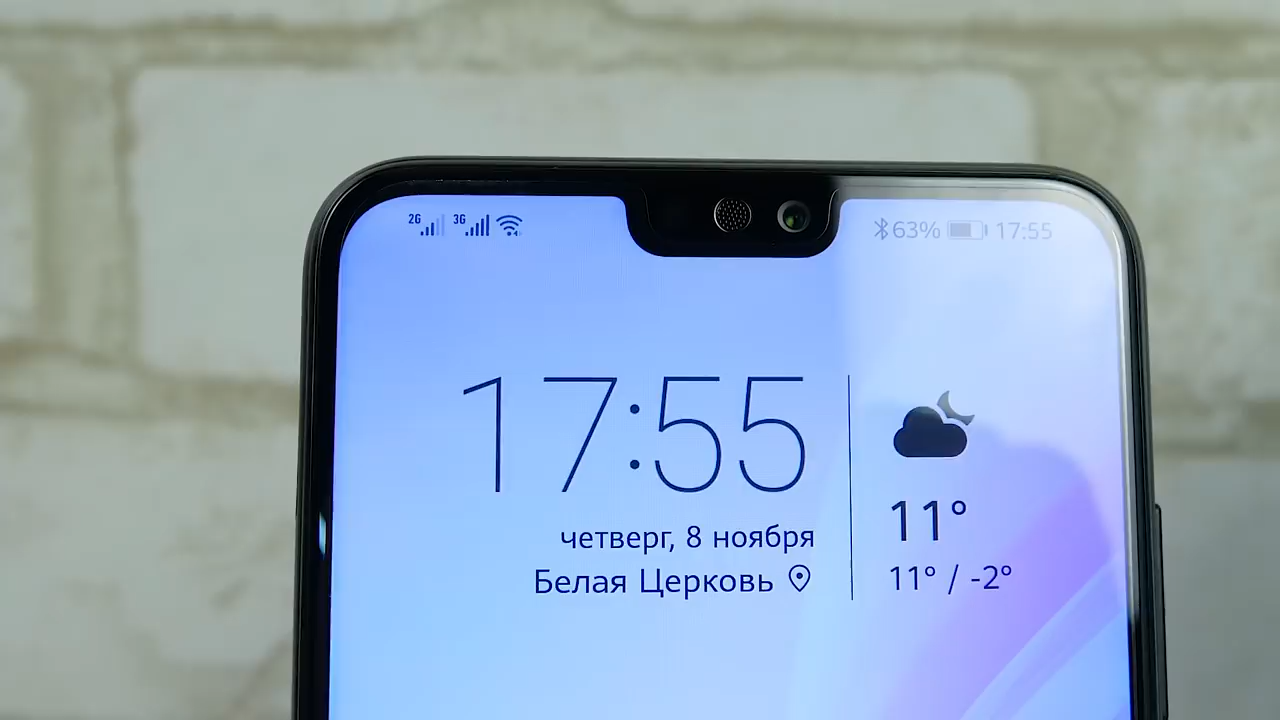 2G 3G 63% 17:55
17:55
четверг, 8 ноября
Белая Церковь
11°
11° / -2°